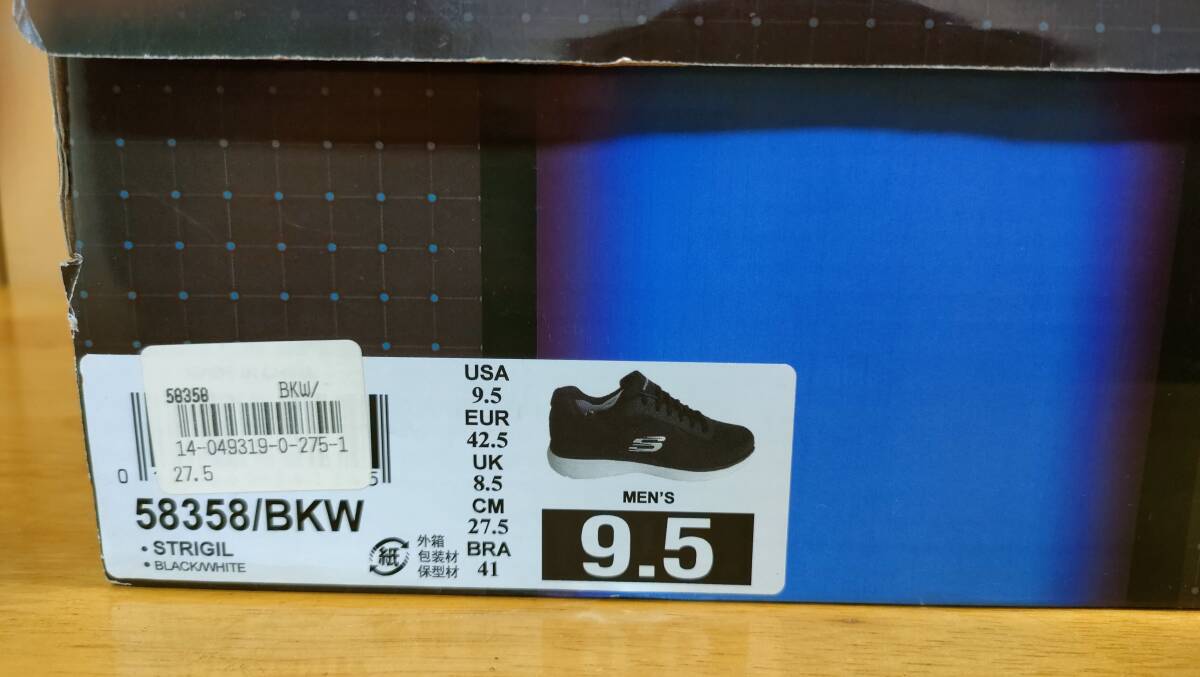 58358 BKW/
14-049319-0-275-1
27.5
0
5
58358/BKW
• STRIGIL
• BLACK/WHITE
紙
外箱
包装材
保型材
USA
9.5
EUR
42.5
UK
8.5
CM
27.5
BRA
41
S
MEN'S
9.5